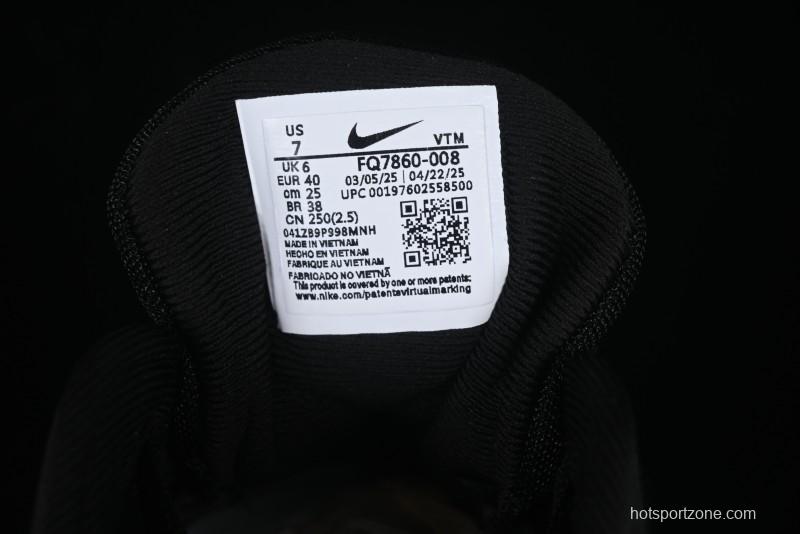 US
7
VTM
UK 6
FQ7860-008
EUR 40
03/05/25 | 04/22/25
cm 25
UPC 00197602558500
BR 38
CN 250(2.5)
041ZB9P998MNH
MADE IN VIETNAM
HECHO EN VIETNAM
FABRIQUE AU VIETNAM
FABRICADO NO VIETNÃ
This product is covered by one or more patents:
www.nike.com/patentsvirtualmarking
hotsportzone.com